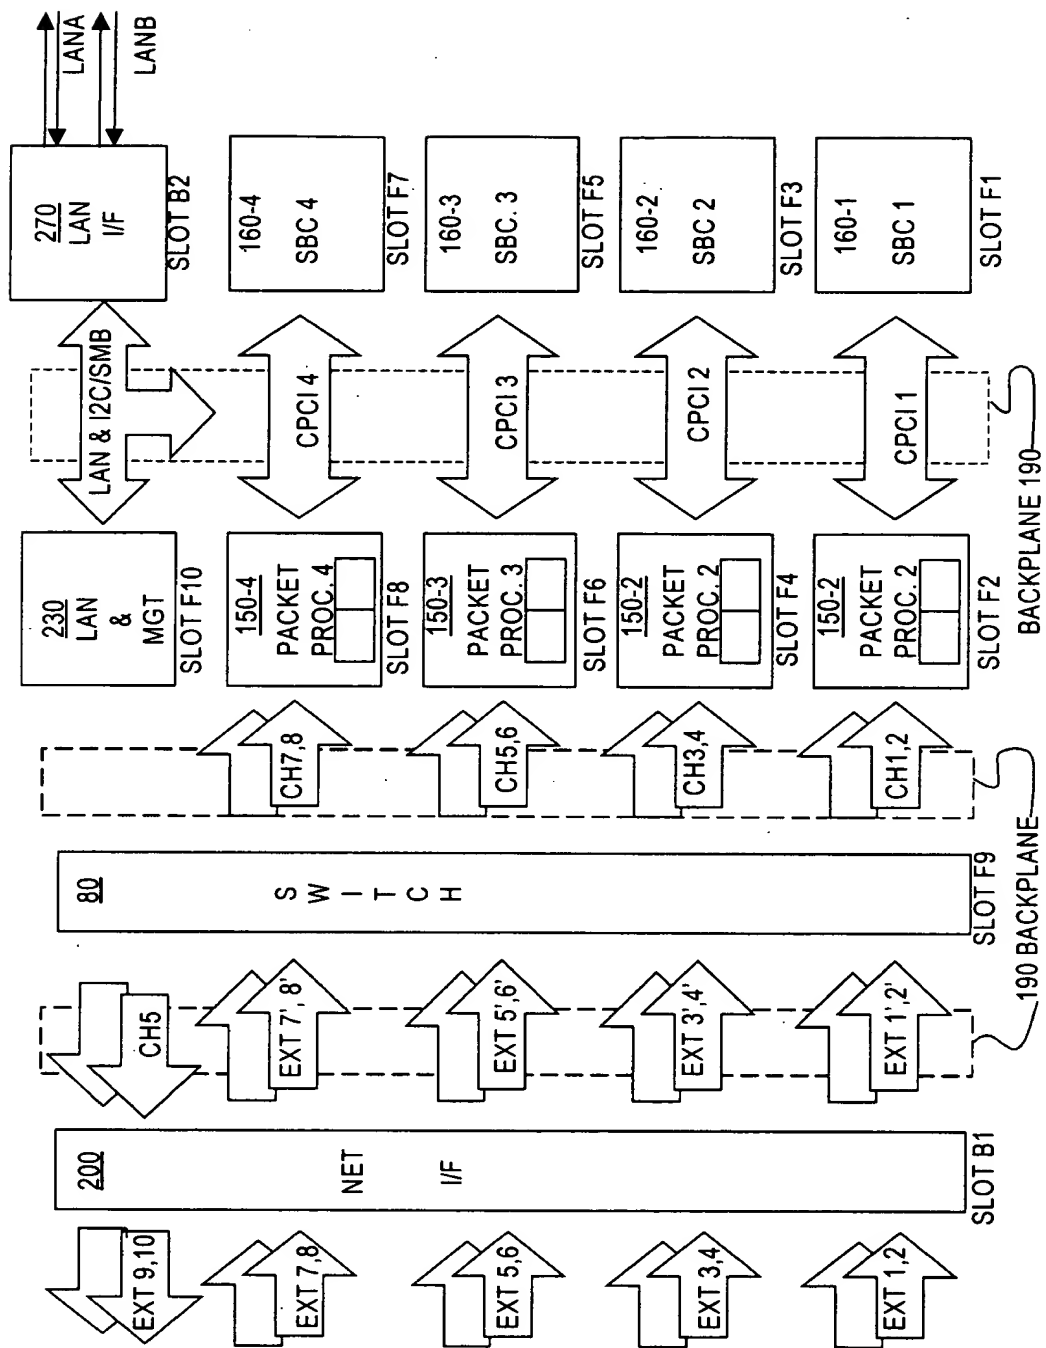 LANA
LANB
270
LAN
I/F
SLOT B2
160-4
SBC 4
SLOT F7
160-3
SBC. 3
SLOT F5
160-2
SBC 2
SLOT F3
160-1
SBC 1
SLOT F1
LAN & I2C/SMB
CPCI 4
CPCI 3
CPCI 2
CPCI 1
BACKPLANE 190
230
LAN
&
MGT
SLOT F10
150-4
PACKET
PROC. 4
SLOT F8
150-3
PACKET
PROC. 3
SLOT F6
150-2
PACKET
PROC. 2
SLOT F4
150-2
PACKET
PROC. 2
SLOT F2
CH7,8
CH5,6
CH3,4
CH1,2
190 BACKPLANE
80
SWITCH
SLOT F9
CH5
EXT 7', 8'
EXT 5',6'
EXT 3',4'
EXT 1',2'
200
NET
I/F
SLOT B1
EXT 9,10
EXT 7,8
EXT 5,6
EXT 3,4
EXT 1,2